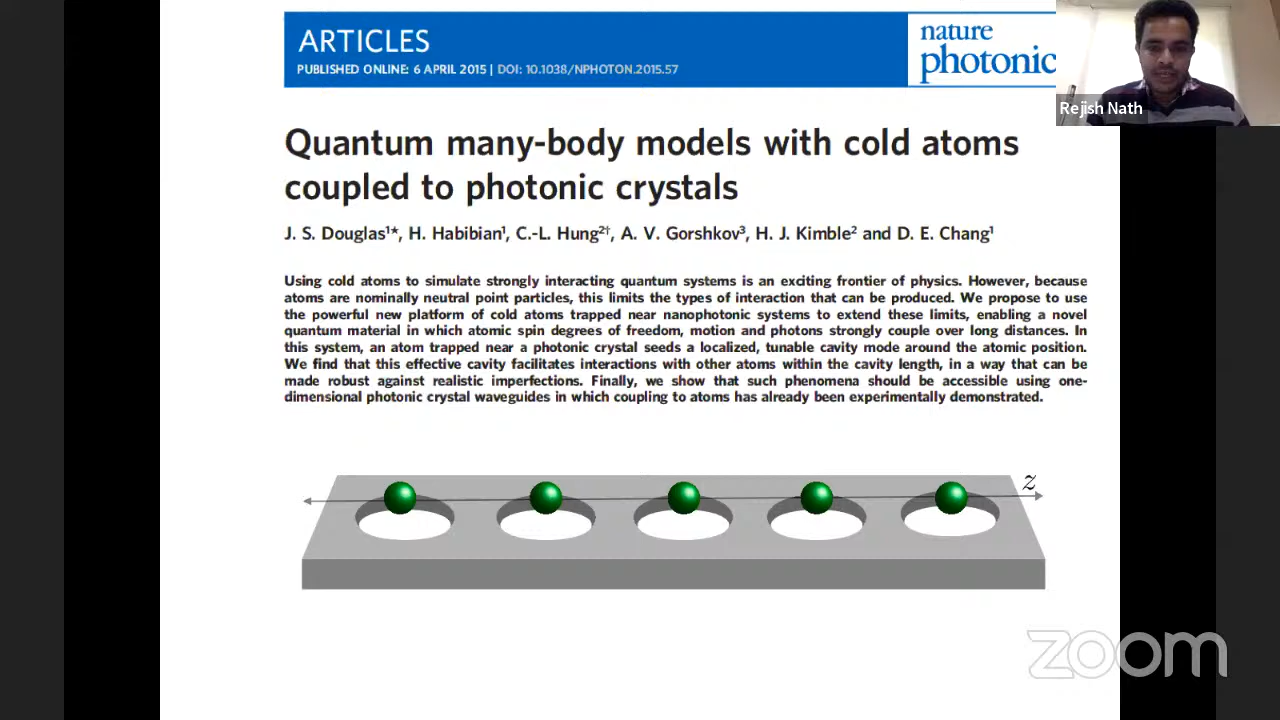 ARTICLES
PUBLISHED ONLINE: 6 APRIL 2015 | DOI: 10.1038/NPHOTON.2015.57
nature
photonic
Rejish Nath
Quantum many-body models with cold atoms
coupled to photonic crystals
J. S. Douglas¹*, H. Habibian¹, C.-L. Hung²†, A. V. Gorshkov³, H. J. Kimble² and D. E. Chang¹
Using cold atoms to simulate strongly interacting quantum systems is an exciting frontier of physics. However, because
atoms are nominally neutral point particles, this limits the types of interaction that can be produced. We propose to use
the powerful new platform of cold atoms trapped near nanophotonic systems to extend these limits, enabling a novel
quantum material in which atomic spin degrees of freedom, motion and photons strongly couple over long distances. In
this system, an atom trapped near a photonic crystal seeds a localized, tunable cavity mode around the atomic position.
We find that this effective cavity facilitates interactions with other atoms within the cavity length, in a way that can be
made robust against realistic imperfections. Finally, we show that such phenomena should be accessible using one-
dimensional photonic crystal waveguides in which coupling to atoms has already been experimentally demonstrated.
z
zoom